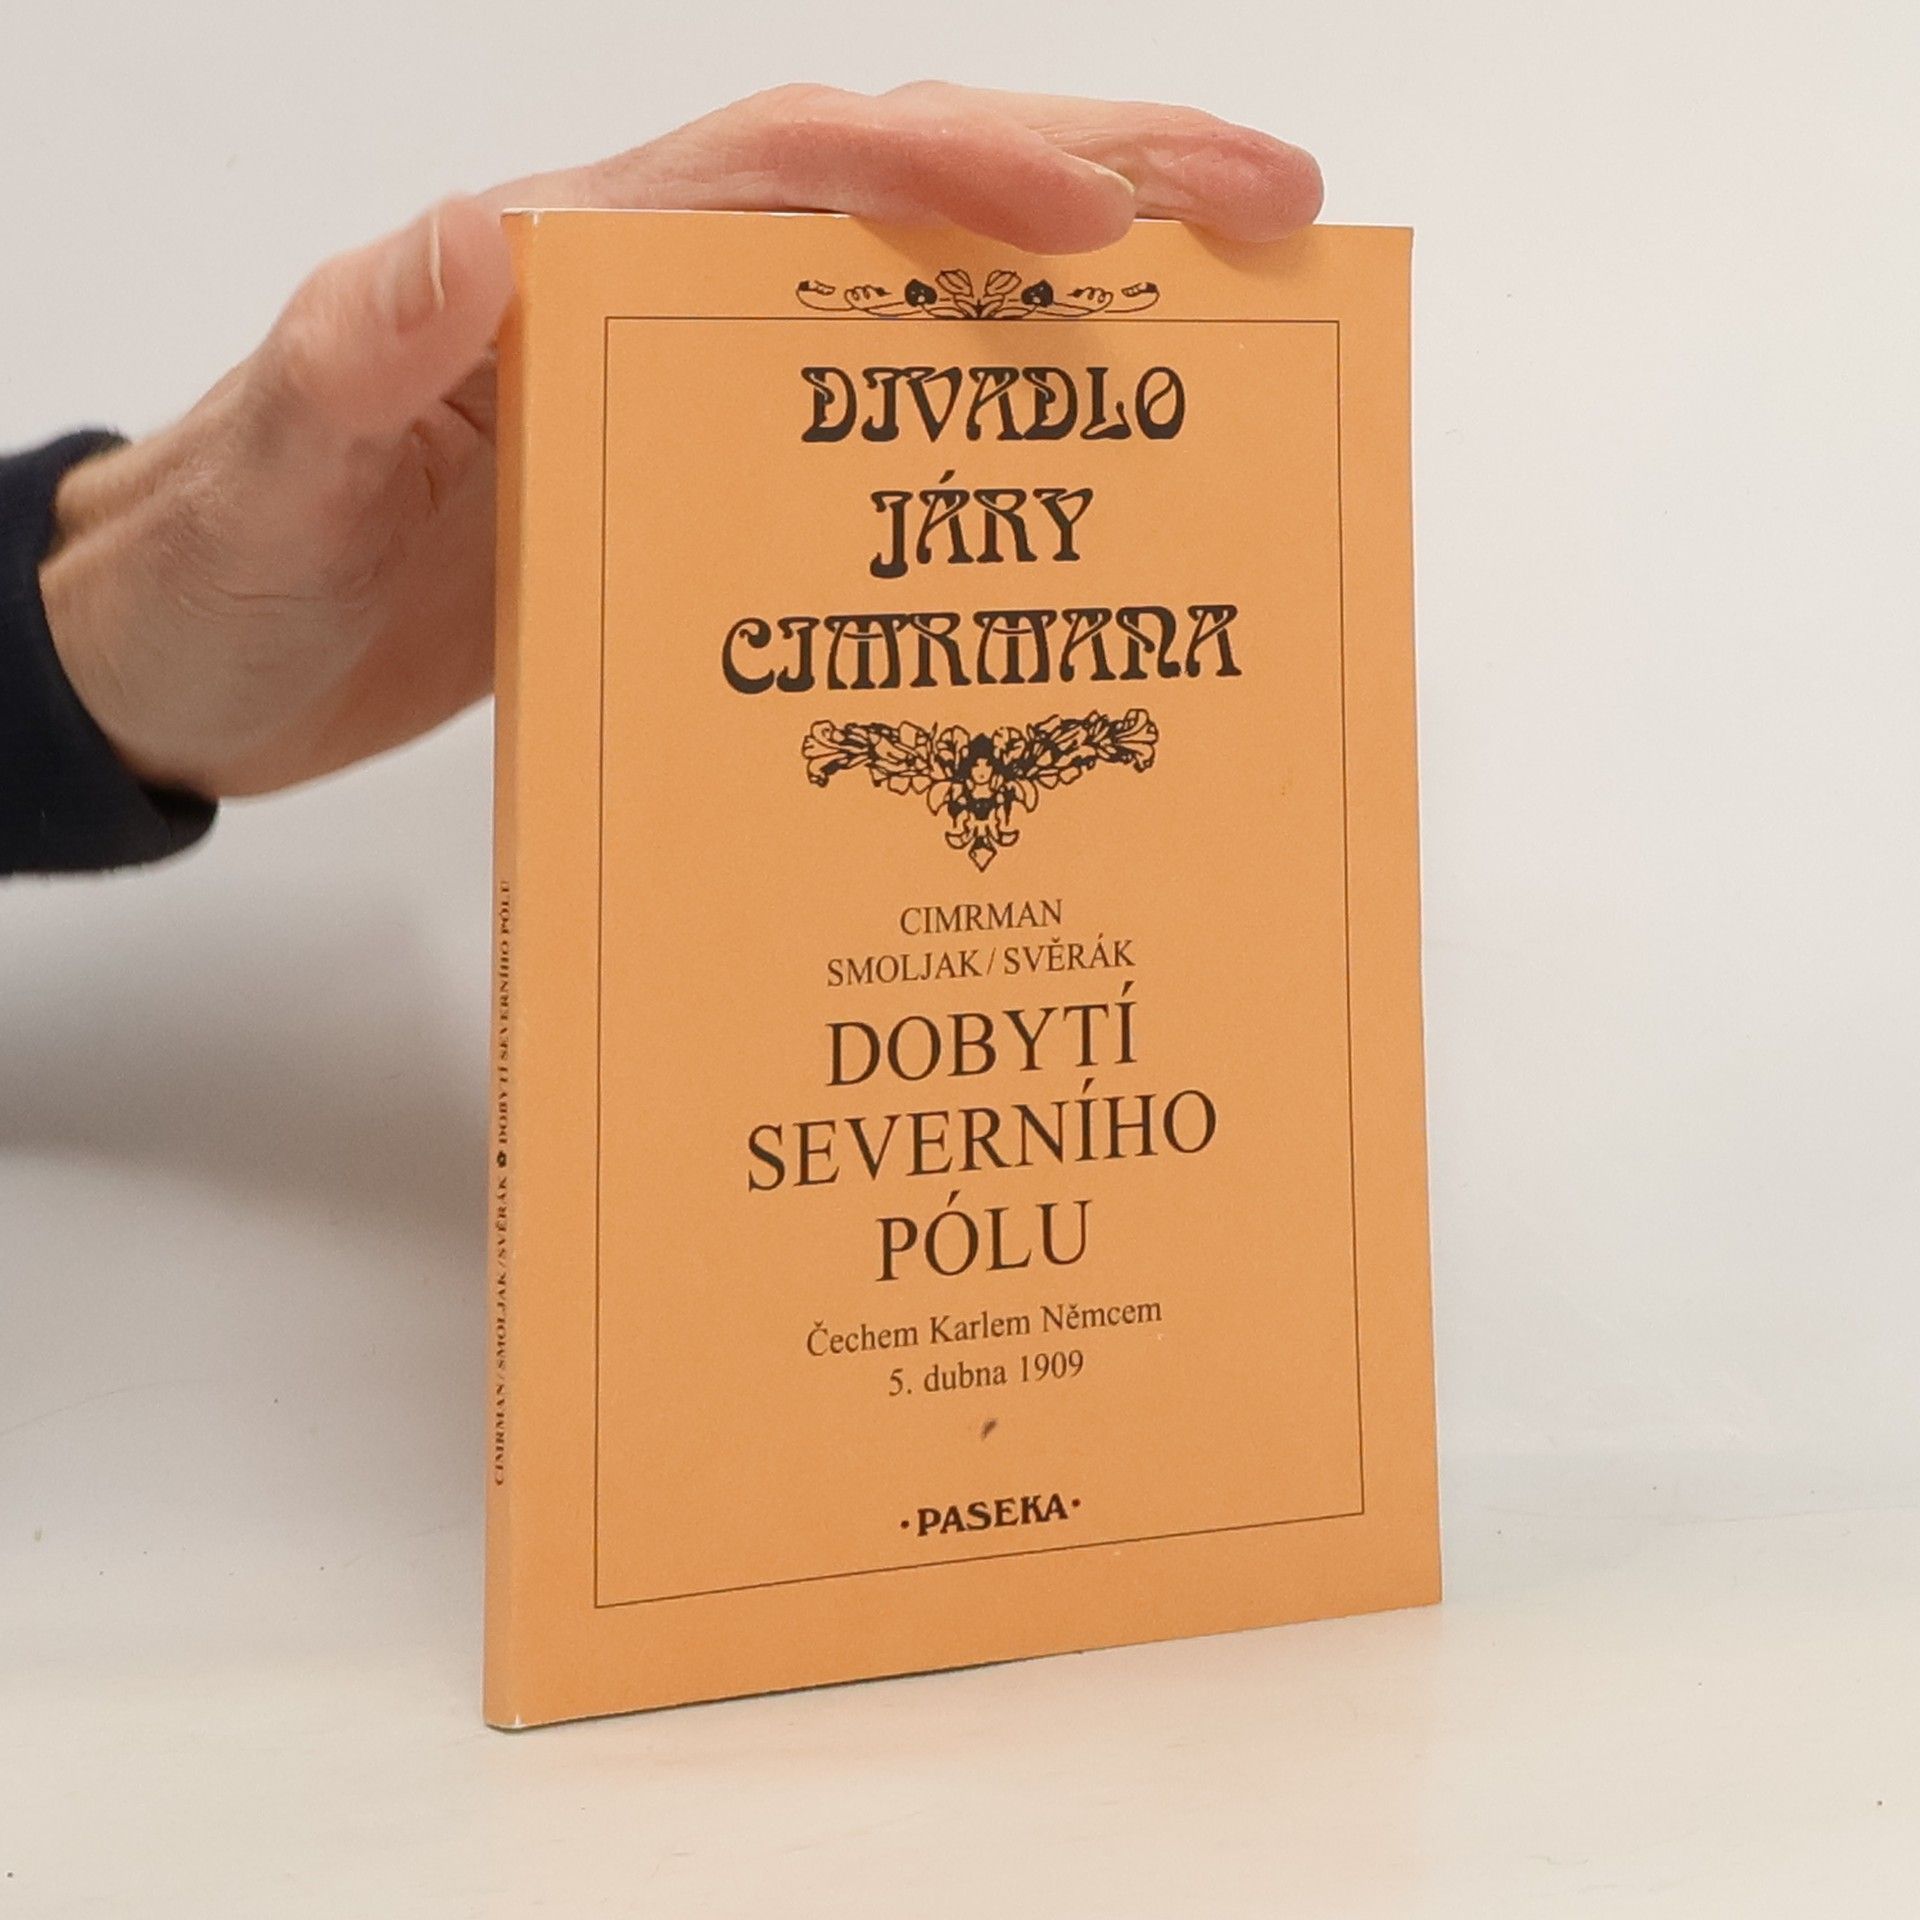 DIVADLO
JÁRY
CIMRMANA
CIMRMAN
SMOLJAK / SVĚRÁK
DOBYTÍ
SEVERNÍHO
PÓLU
Čechem Karlem Němcem
5. dubna 1909
·PASEKA·
CIMRMAN / SMOLJAK / SVĚRÁK DOBYTÍ SEVERNÍHO PÓLU